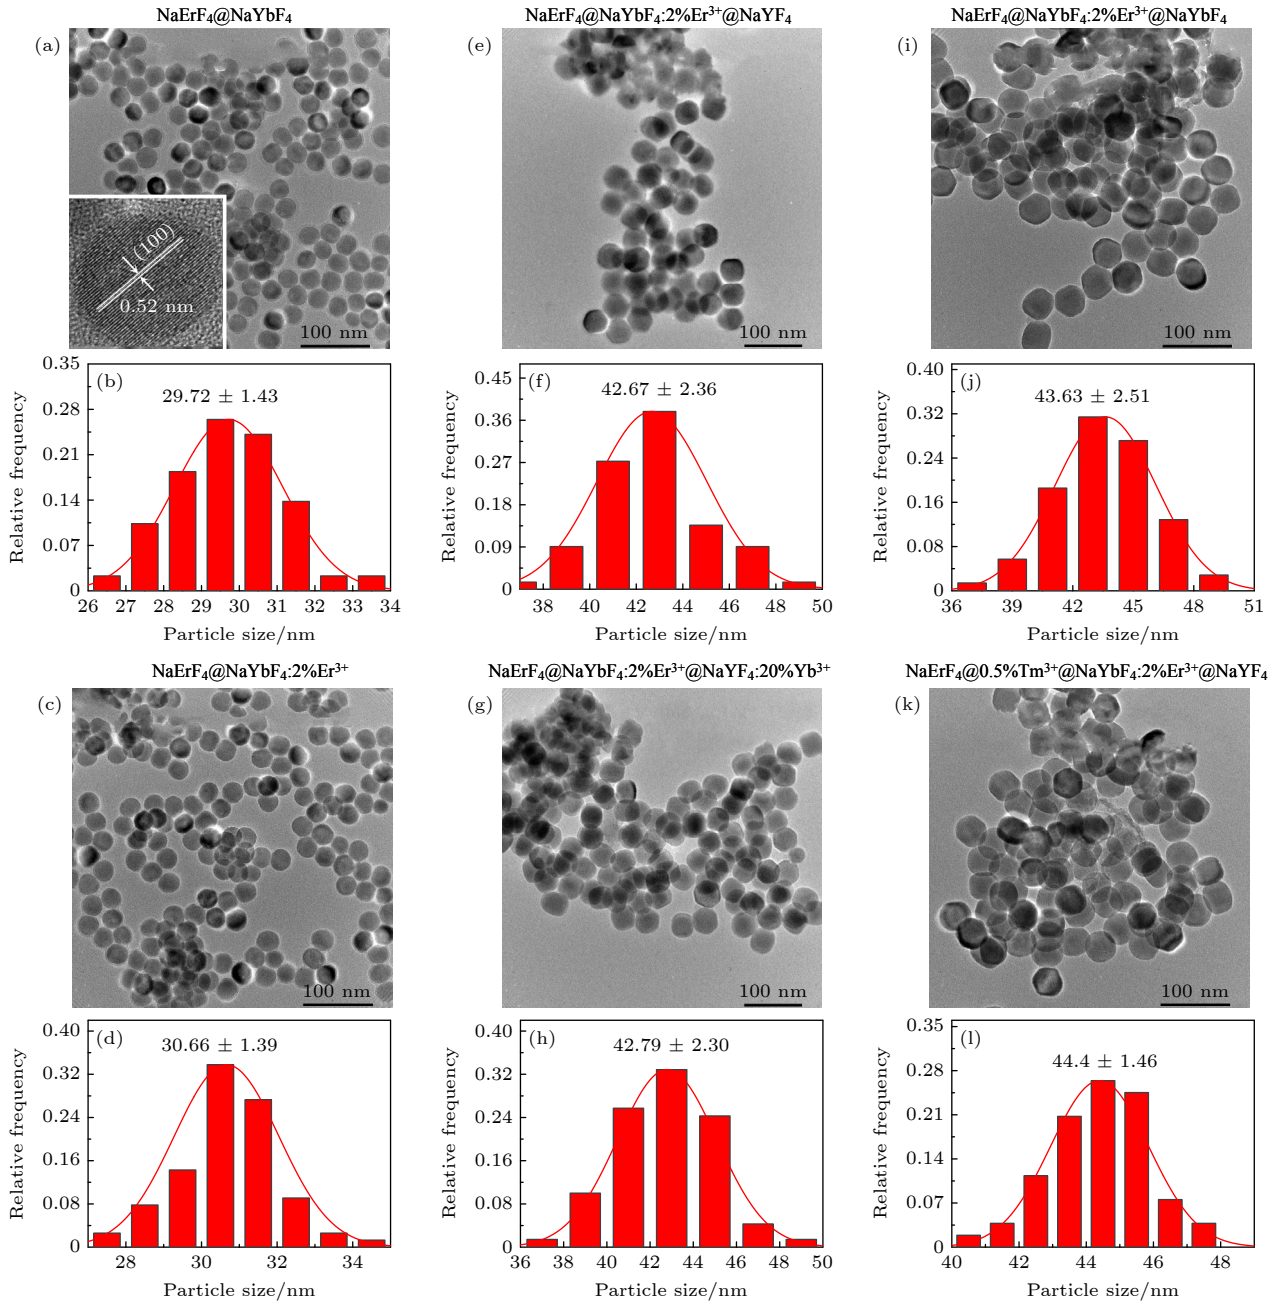 NaErF₄@NaYbF₄
(a)
(100)
0.52 nm
100 nm
NaErF₄@NaYbF₄:2%Er³⁺@NaYF₄
(e)
100 nm
NaErF₄@NaYbF₄:2%Er³⁺@NaYbF₄
(i)
100 nm
(b)
29.72 ± 1.43
Relative frequency
0.35
0.28
0.21
0.14
0.07
0
26 27 28 29 30 31 32 33 34
Particle size/nm
(f)
42.67 ± 2.36
Relative frequency
0.45
0.36
0.27
0.18
0.09
0
38 40 42 44 46 48 50
Particle size/nm
(j)
43.63 ± 2.51
Relative frequency
0.40
0.32
0.24
0.16
0.08
0
36 39 42 45 48 51
Particle size/nm
NaErF₄@NaYbF₄:2%Er³⁺
(c)
100 nm
NaErF₄@NaYbF₄:2%Er³⁺@NaYF₄:20%Yb³⁺
(g)
100 nm
NaErF₄@0.5%Tm³⁺@NaYbF₄:2%Er³⁺@NaYF₄
(k)
100 nm
(d)
30.66 ± 1.39
Relative frequency
0.40
0.32
0.24
0.16
0.08
0
28 30 32 34
Particle size/nm
(h)
42.79 ± 2.30
Relative frequency
0.40
0.32
0.24
0.16
0.08
0
36 38 40 42 44 46 48 50
Particle size/nm
(l)
44.4 ± 1.46
Relative frequency
0.35
0.28
0.21
0.14
0.07
0
40 42 44 46 48
Particle size/nm